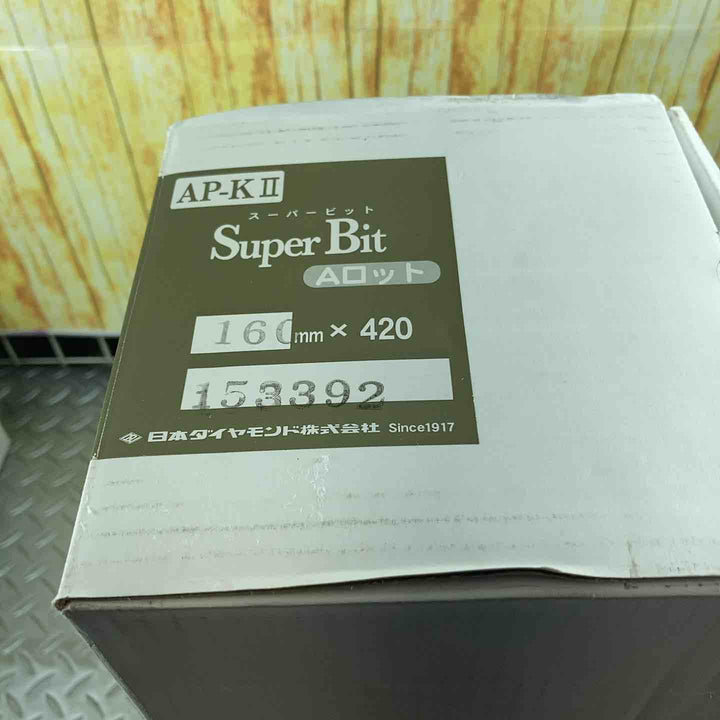 AP-KⅡ
スーパービット
Super Bit
Aロット
160mm × 420
153392
日本ダイヤモンド株式会社 Since1917